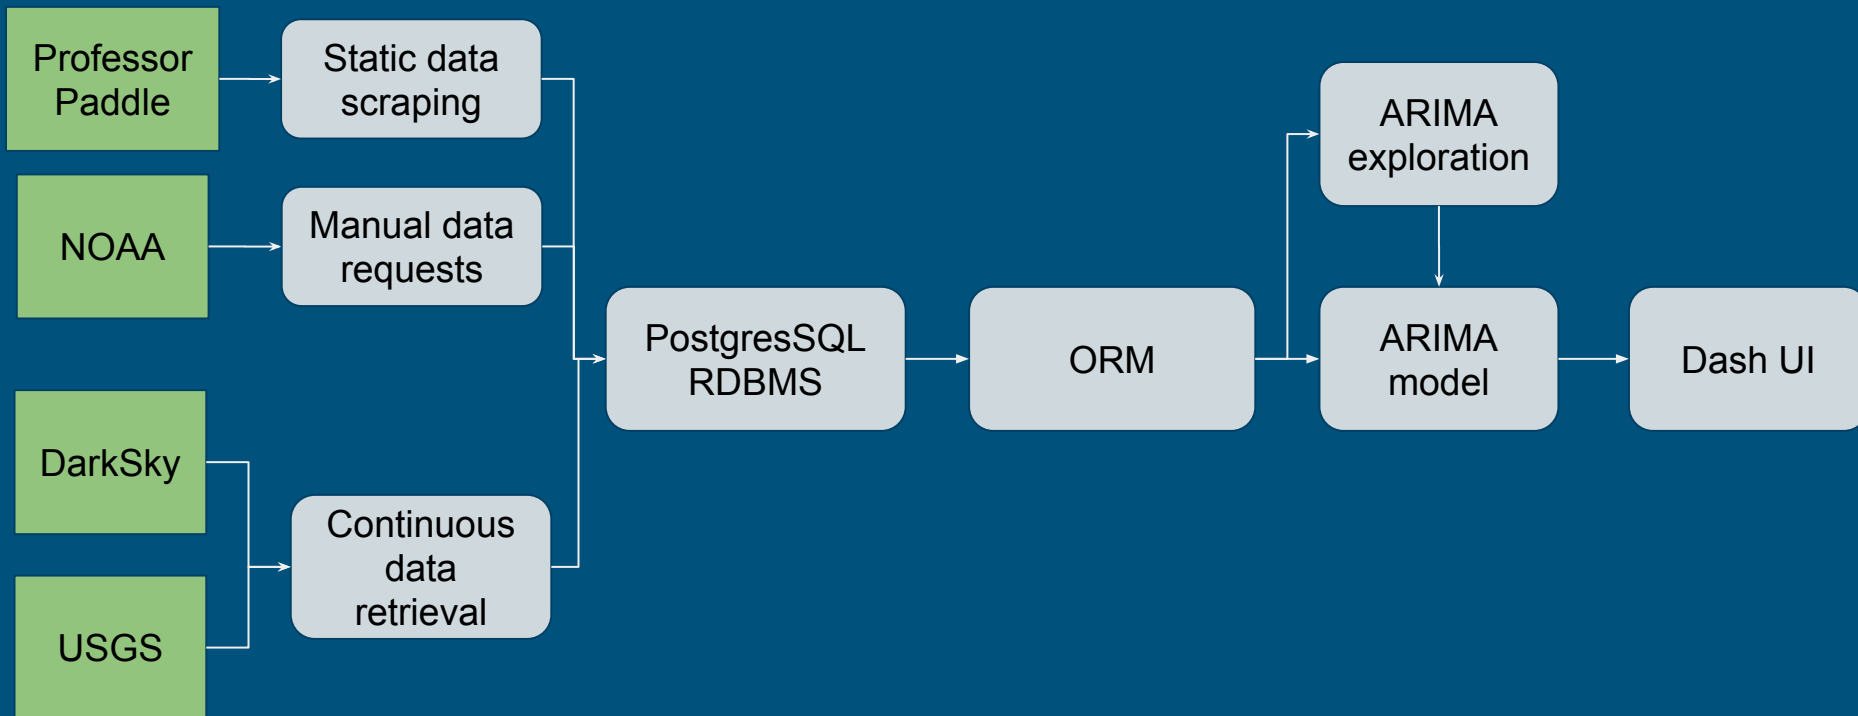 Professor
Paddle
Static data
scraping
ARIMA
exploration
NOAA
Manual data
requests
PostgresSQL
RDBMS
ORM
ARIMA
model
Dash UI
DarkSky
Continuous
data
retrieval
USGS